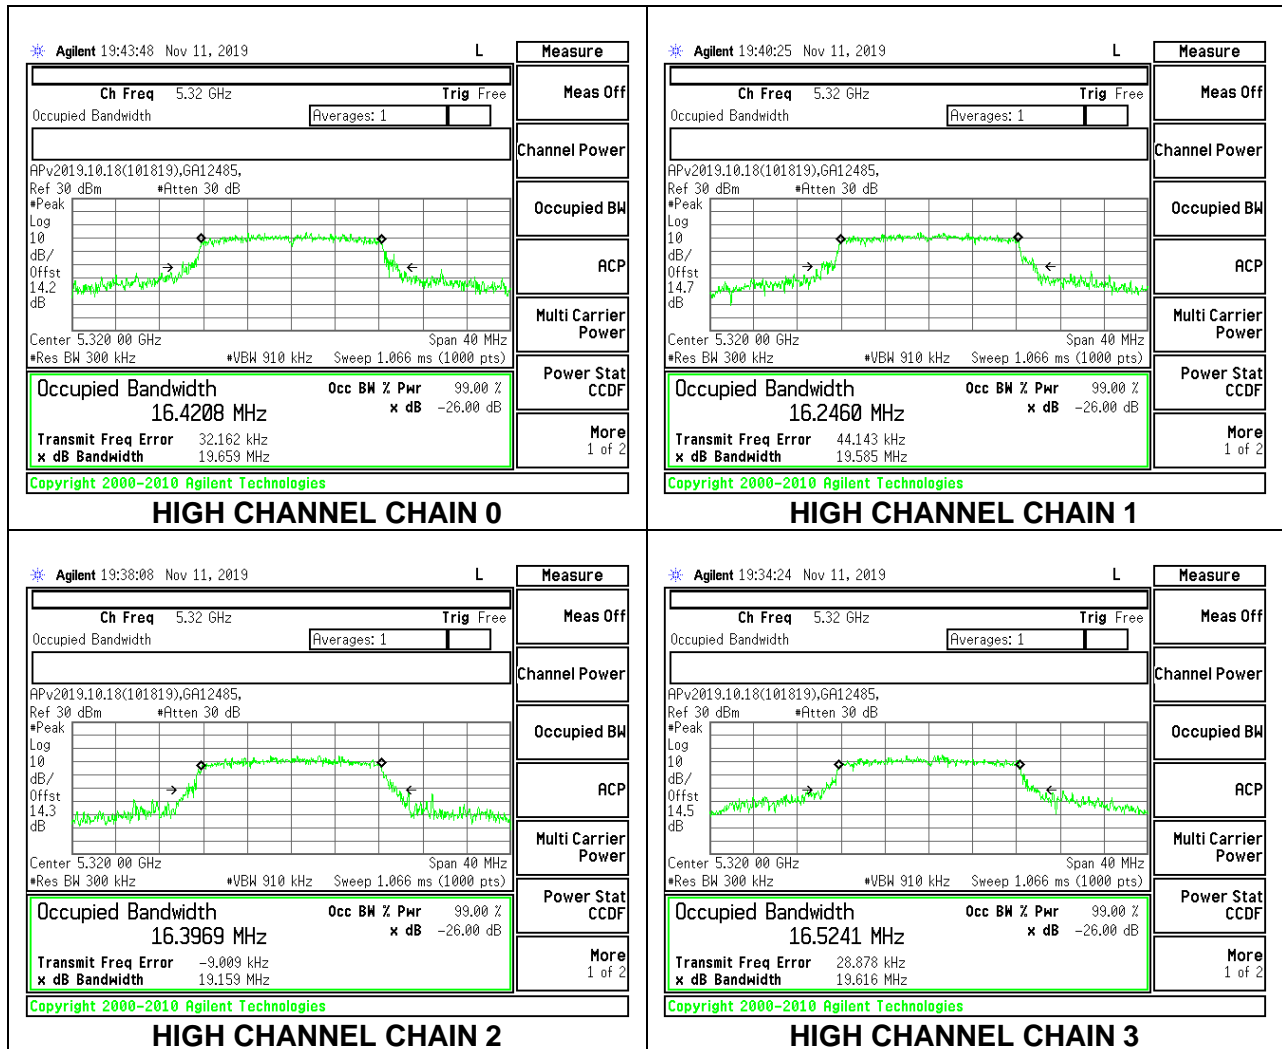 Agilent 19:43:48 Nov 11, 2019 L
Measure
Ch Freq 5.32 GHz Trig Free
Occupied Bandwidth Averages: 1
APv2019.10.18(101819),GA12485,
Ref 30 dBm #Atten 30 dB
#Peak
Log
10
dB/
Offst
14.2
dB
Center 5.320 00 GHz Span 40 MHz
#Res BW 300 kHz #VBW 910 kHz Sweep 1.066 ms (1000 pts)
Occupied Bandwidth Occ BW % Pwr 99.00 %
16.4208 MHz x dB -26.00 dB
Transmit Freq Error 32.162 kHz
x dB Bandwidth 19.659 MHz
Copyright 2000-2010 Agilent Technologies
Meas Off
Channel Power
Occupied BW
ACP
Multi Carrier
Power
Power Stat
CCDF
More
1 of 2
HIGH CHANNEL CHAIN 0
Agilent 19:40:25 Nov 11, 2019 L
Measure
Ch Freq 5.32 GHz Trig Free
Occupied Bandwidth Averages: 1
APv2019.10.18(101819),GA12485,
Ref 30 dBm #Atten 30 dB
#Peak
Log
10
dB/
Offst
14.7
dB
Center 5.320 00 GHz Span 40 MHz
#Res BW 300 kHz #VBW 910 kHz Sweep 1.066 ms (1000 pts)
Occupied Bandwidth Occ BW % Pwr 99.00 %
16.2460 MHz x dB -26.00 dB
Transmit Freq Error 44.143 kHz
x dB Bandwidth 19.585 MHz
Copyright 2000-2010 Agilent Technologies
Meas Off
Channel Power
Occupied BW
ACP
Multi Carrier
Power
Power Stat
CCDF
More
1 of 2
HIGH CHANNEL CHAIN 1
Agilent 19:38:08 Nov 11, 2019 L
Measure
Ch Freq 5.32 GHz Trig Free
Occupied Bandwidth Averages: 1
APv2019.10.18(101819),GA12485,
Ref 30 dBm #Atten 30 dB
#Peak
Log
10
dB/
Offst
14.3
dB
Center 5.320 00 GHz Span 40 MHz
#Res BW 300 kHz #VBW 910 kHz Sweep 1.066 ms (1000 pts)
Occupied Bandwidth Occ BW % Pwr 99.00 %
16.3969 MHz x dB -26.00 dB
Transmit Freq Error -9.009 kHz
x dB Bandwidth 19.159 MHz
Copyright 2000-2010 Agilent Technologies
Meas Off
Channel Power
Occupied BW
ACP
Multi Carrier
Power
Power Stat
CCDF
More
1 of 2
HIGH CHANNEL CHAIN 2
Agilent 19:34:24 Nov 11, 2019 L
Measure
Ch Freq 5.32 GHz Trig Free
Occupied Bandwidth Averages: 1
APv2019.10.18(101819),GA12485,
Ref 30 dBm #Atten 30 dB
#Peak
Log
10
dB/
Offst
14.5
dB
Center 5.320 00 GHz Span 40 MHz
#Res BW 300 kHz #VBW 910 kHz Sweep 1.066 ms (1000 pts)
Occupied Bandwidth Occ BW % Pwr 99.00 %
16.5241 MHz x dB -26.00 dB
Transmit Freq Error 28.878 kHz
x dB Bandwidth 19.616 MHz
Copyright 2000-2010 Agilent Technologies
Meas Off
Channel Power
Occupied BW
ACP
Multi Carrier
Power
Power Stat
CCDF
More
1 of 2
HIGH CHANNEL CHAIN 3